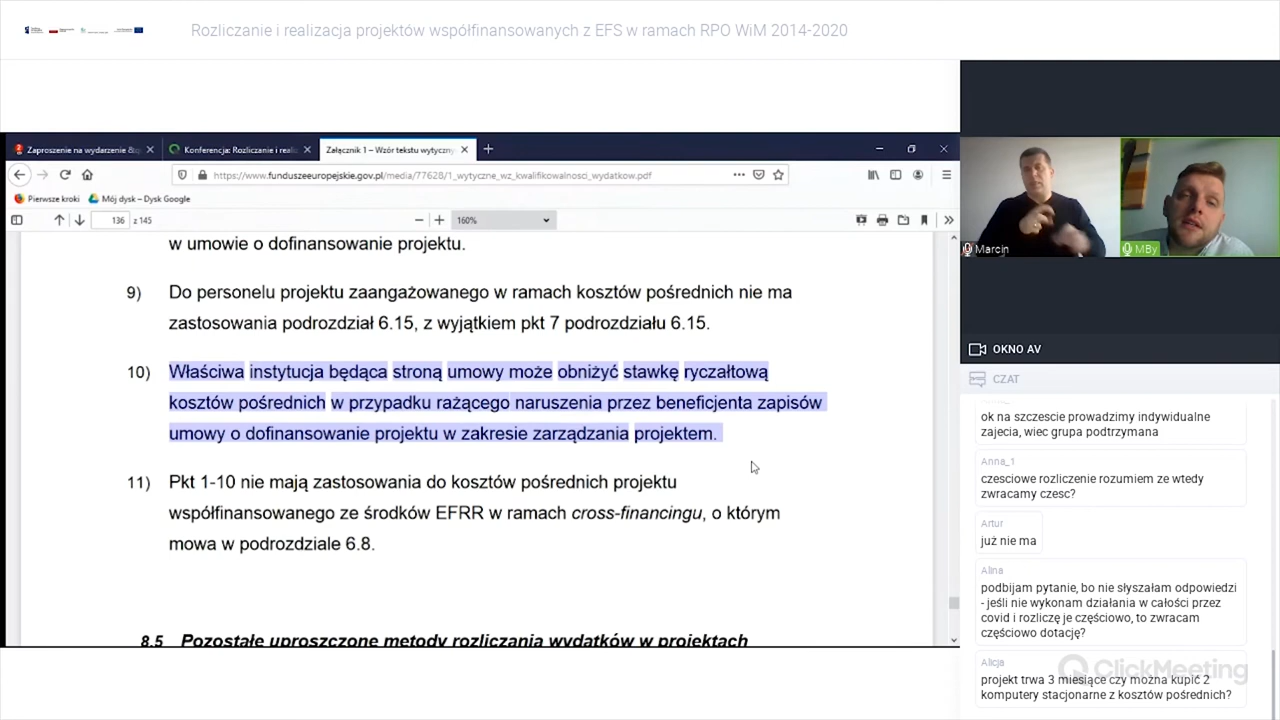 Rozliczanie i realizacja projektów współfinansowanych z EFS w ramach RPO WiM 2014-2020
Zaproszenie na wydarzenie
Konferencja: Rozliczanie i reali
Załącznik 1 – Wzór tekstu wytyczny
https://www.funduszeeuropejskie.gov.pl/media/77628/1_wytyczne_wz_kwalifikowalnosci_wydatkow.pdf
Pierwsze kroki
Mój dysk – Dysk Google
136
z 145
160%
w umowie o dofinansowanie projektu.
9) Do personelu projektu zaangażowanego w ramach kosztów pośrednich nie ma
zastosowania podrozdział 6.15, z wyjątkiem pkt 7 podrozdziału 6.15.
10) Właściwa instytucja będąca stroną umowy może obniżyć stawkę ryczałtową
kosztów pośrednich w przypadku rażącego naruszenia przez beneficjenta zapisów
umowy o dofinansowanie projektu w zakresie zarządzania projektem.
11) Pkt 1-10 nie mają zastosowania do kosztów pośrednich projektu
współfinansowanego ze środków EFRR w ramach cross-financingu, o którym
mowa w podrozdziale 6.8.
8.5 Pozostałe uproszczone metody rozliczania wydatków w projektach
Marcin
MBy
OKNO AV
CZAT
ok na szczescie prowadzimy indywidualne
zajecia, wiec grupa podtrzymana
Anna_1
czesciowe rozliczenie rozumiem ze wtedy
zwracamy czesc?
Artur
już nie ma
Alina
podbijam pytanie, bo nie słyszałam odpowiedzi
- jeśli nie wykonam działania w całości przez
covid i rozliczę je częściowo, to zwracam
częściowo dotację?
Alicja
projekt trwa 3 miesiące czy można kupić 2
komputery stacjonarne z kosztów pośrednich?
ClickMeeting